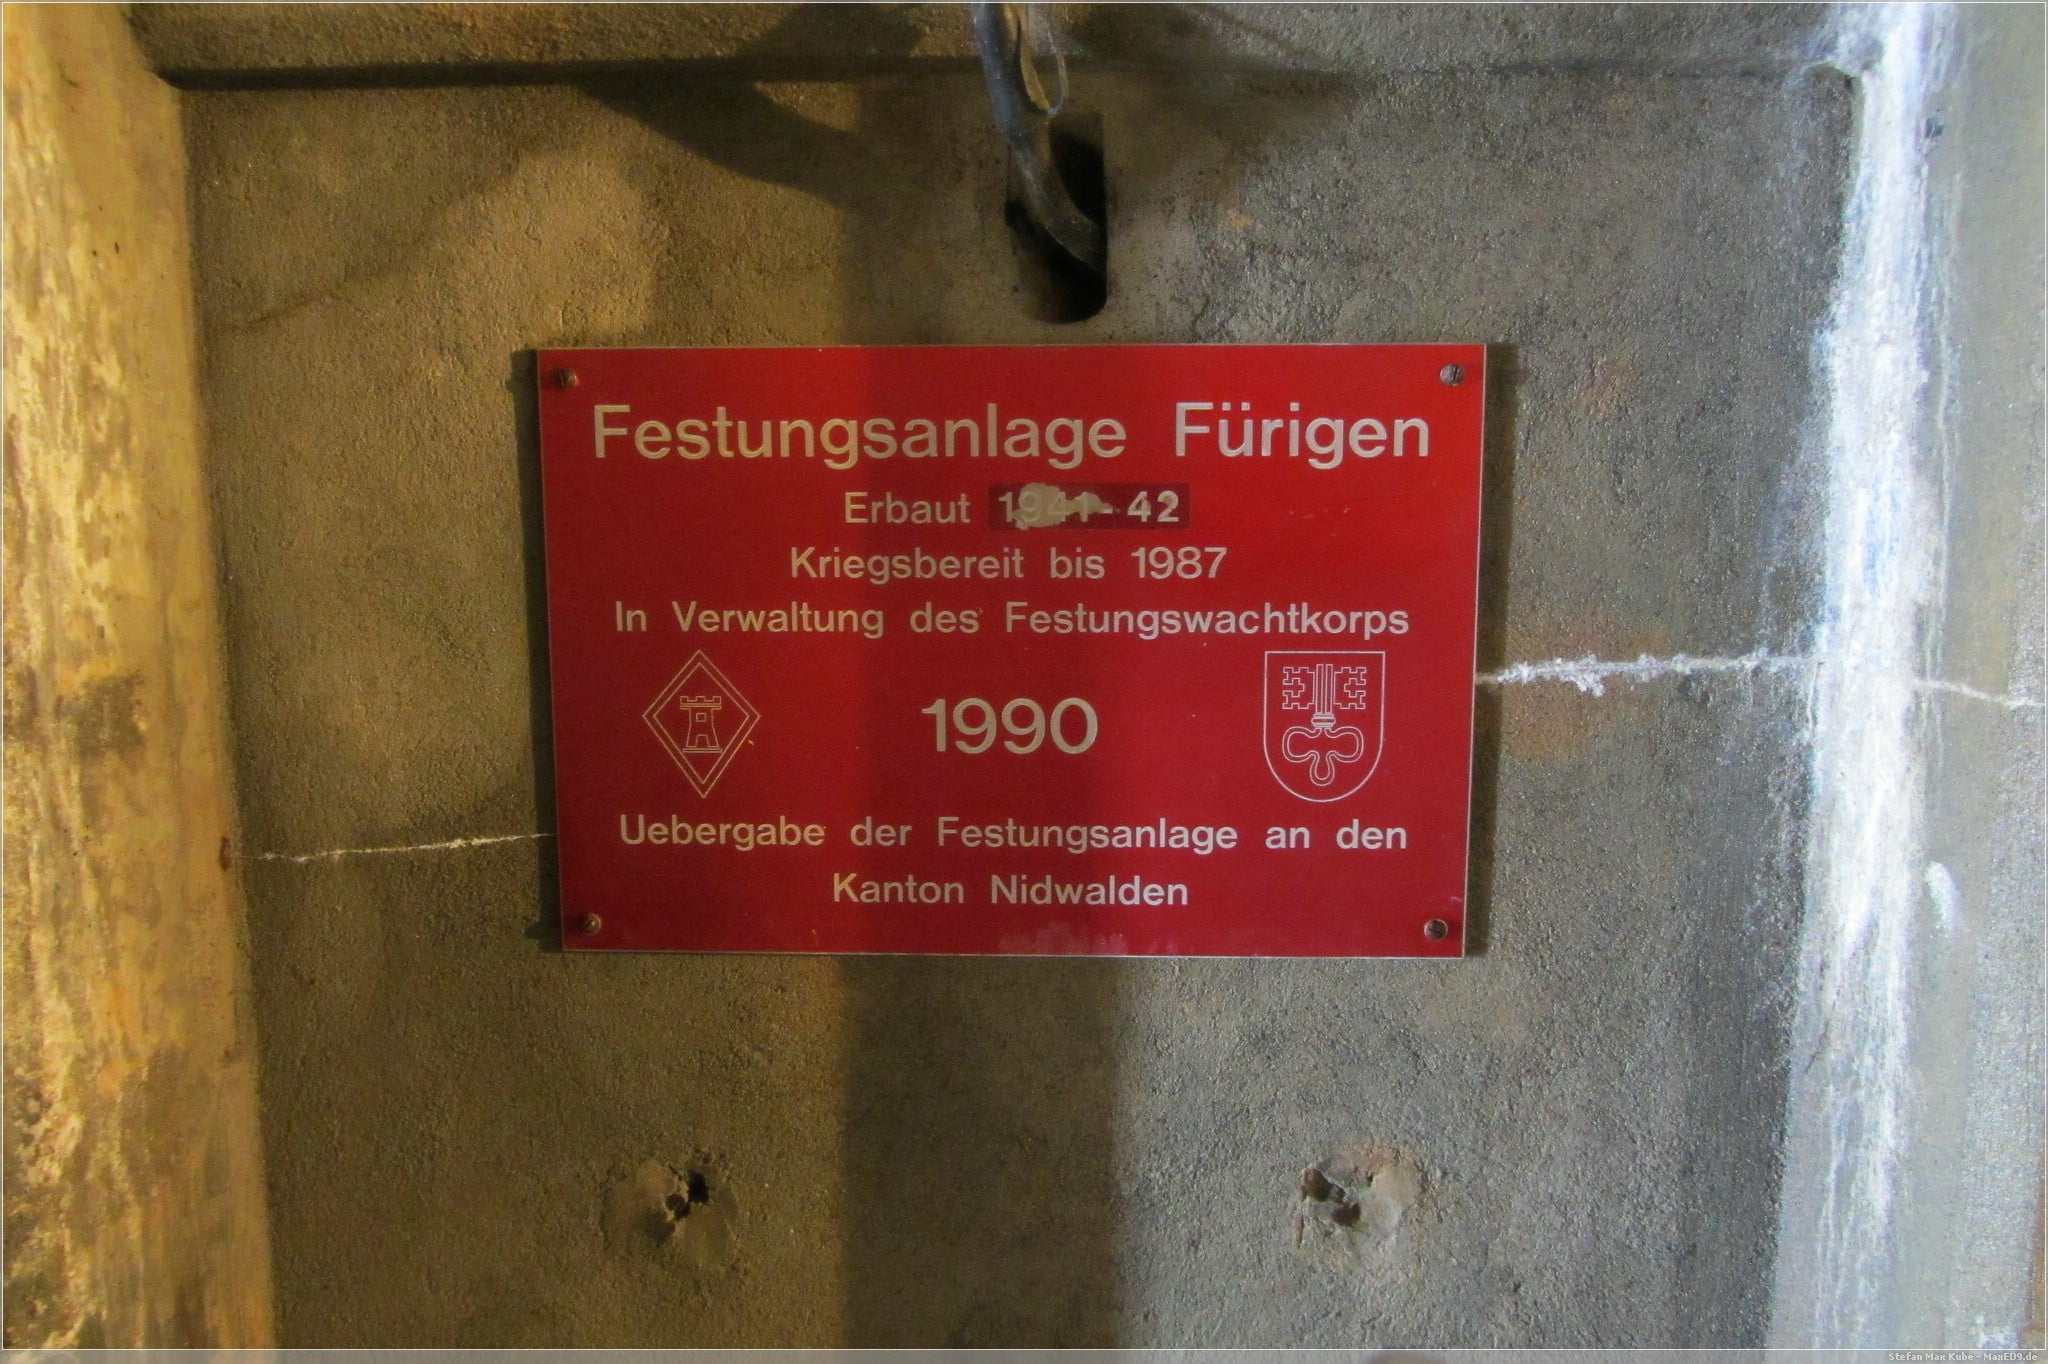 Festungsanlage Fürigen
Erbaut 1941-42
Kriegsbereit bis 1987
In Verwaltung des Festungswachtkorps
1990
Uebergabe der Festungsanlage an den
Kanton Nidwalden
Stefan Max Kube - MaxED9.de